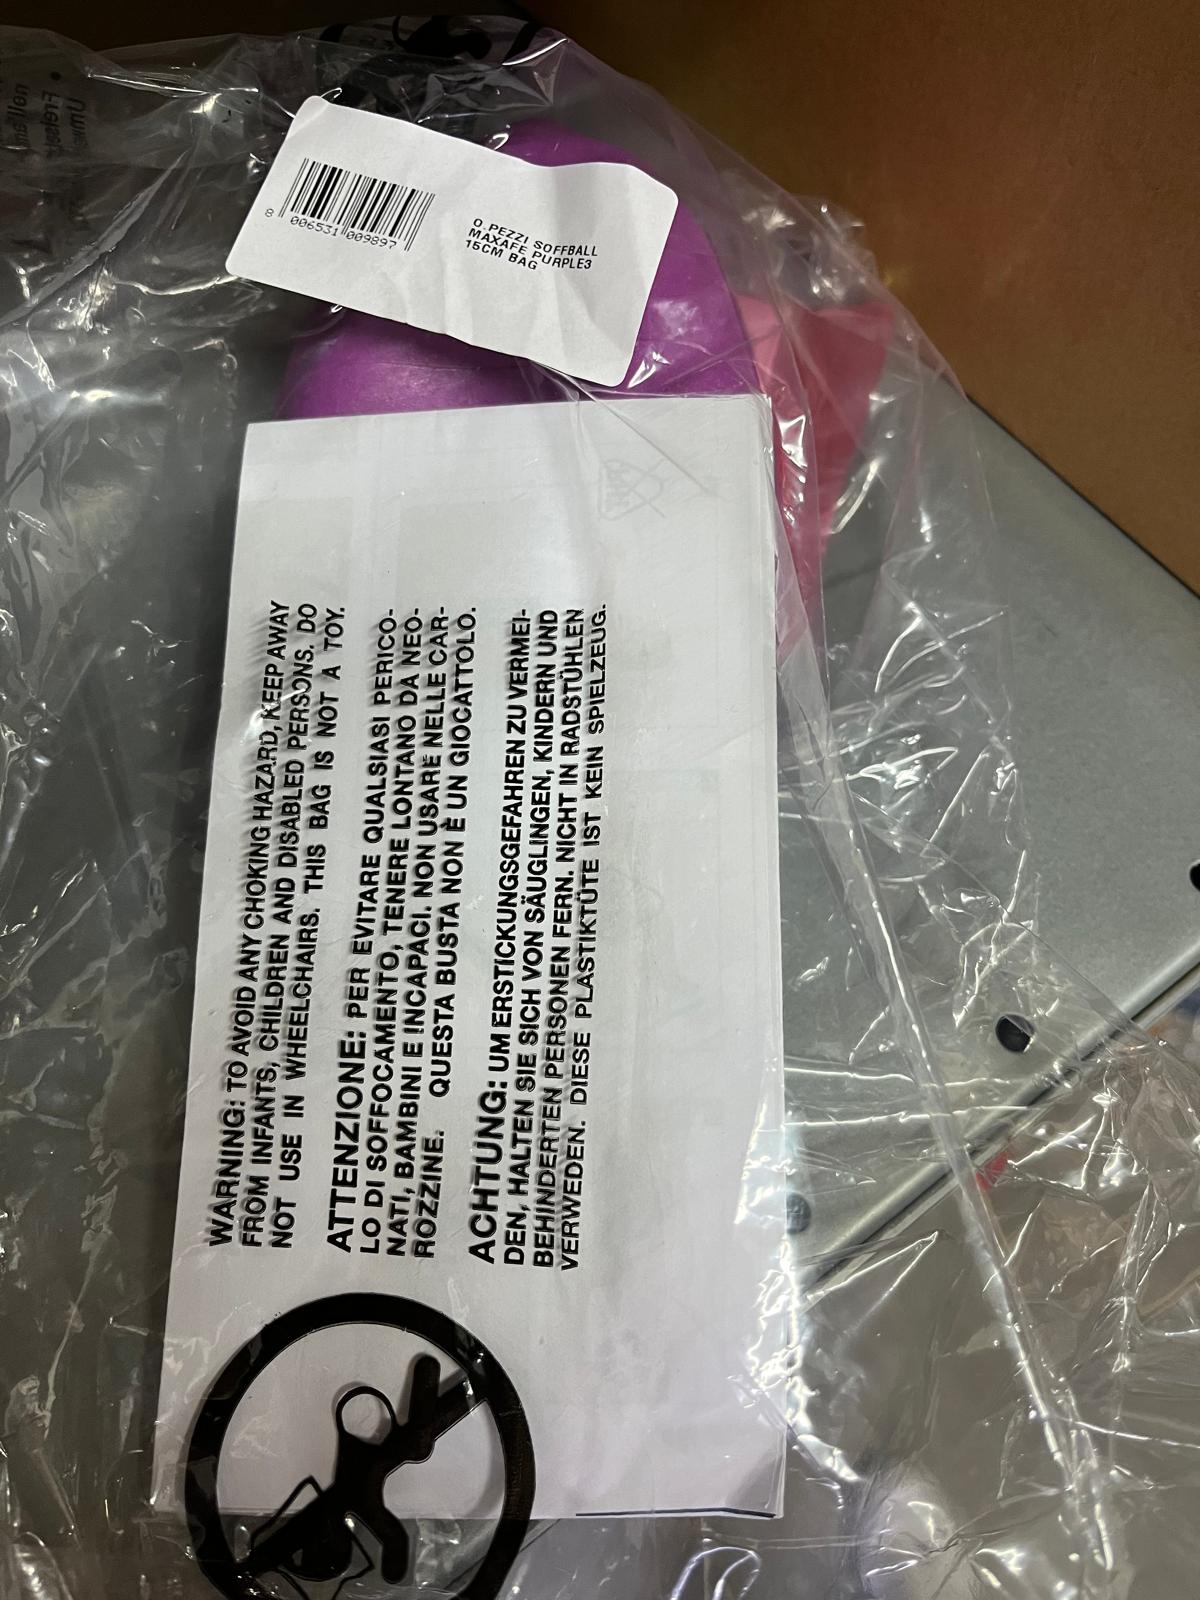 8 006531 009897
O.PEZZI SOFFBALL
MAXAFE PURPLE3
15CM BAG
WARNING: TO AVOID ANY CHOKING HAZARD, KEEP AWAY
FROM INFANTS, CHILDREN AND DISABLED PERSONS. DO
NOT USE IN WHEELCHAIRS. THIS BAG IS NOT A TOY.
ATTENZIONE: PER EVITARE QUALSIASI PERICO-
LO DI SOFFOCAMENTO, TENERE LONTANO DA NEO-
NATI, BAMBINI E INCAPACI. NON USARE NELLE CAR-
ROZZINE. QUESTA BUSTA NON È UN GIOCATTOLO.
ACHTUNG: UM ERSTICKUNGSGEFAHREN ZU VERMEI-
DEN, HALTEN SIE SICH VON SÄUGLINGEN, KINDERN UND
BEHINDERTEN PERSONEN FERN. NICHT IN RADSTÜHLEN
VERWEDEN. DIESE PLASTIKTÜTE IST KEIN SPIELZEUG.